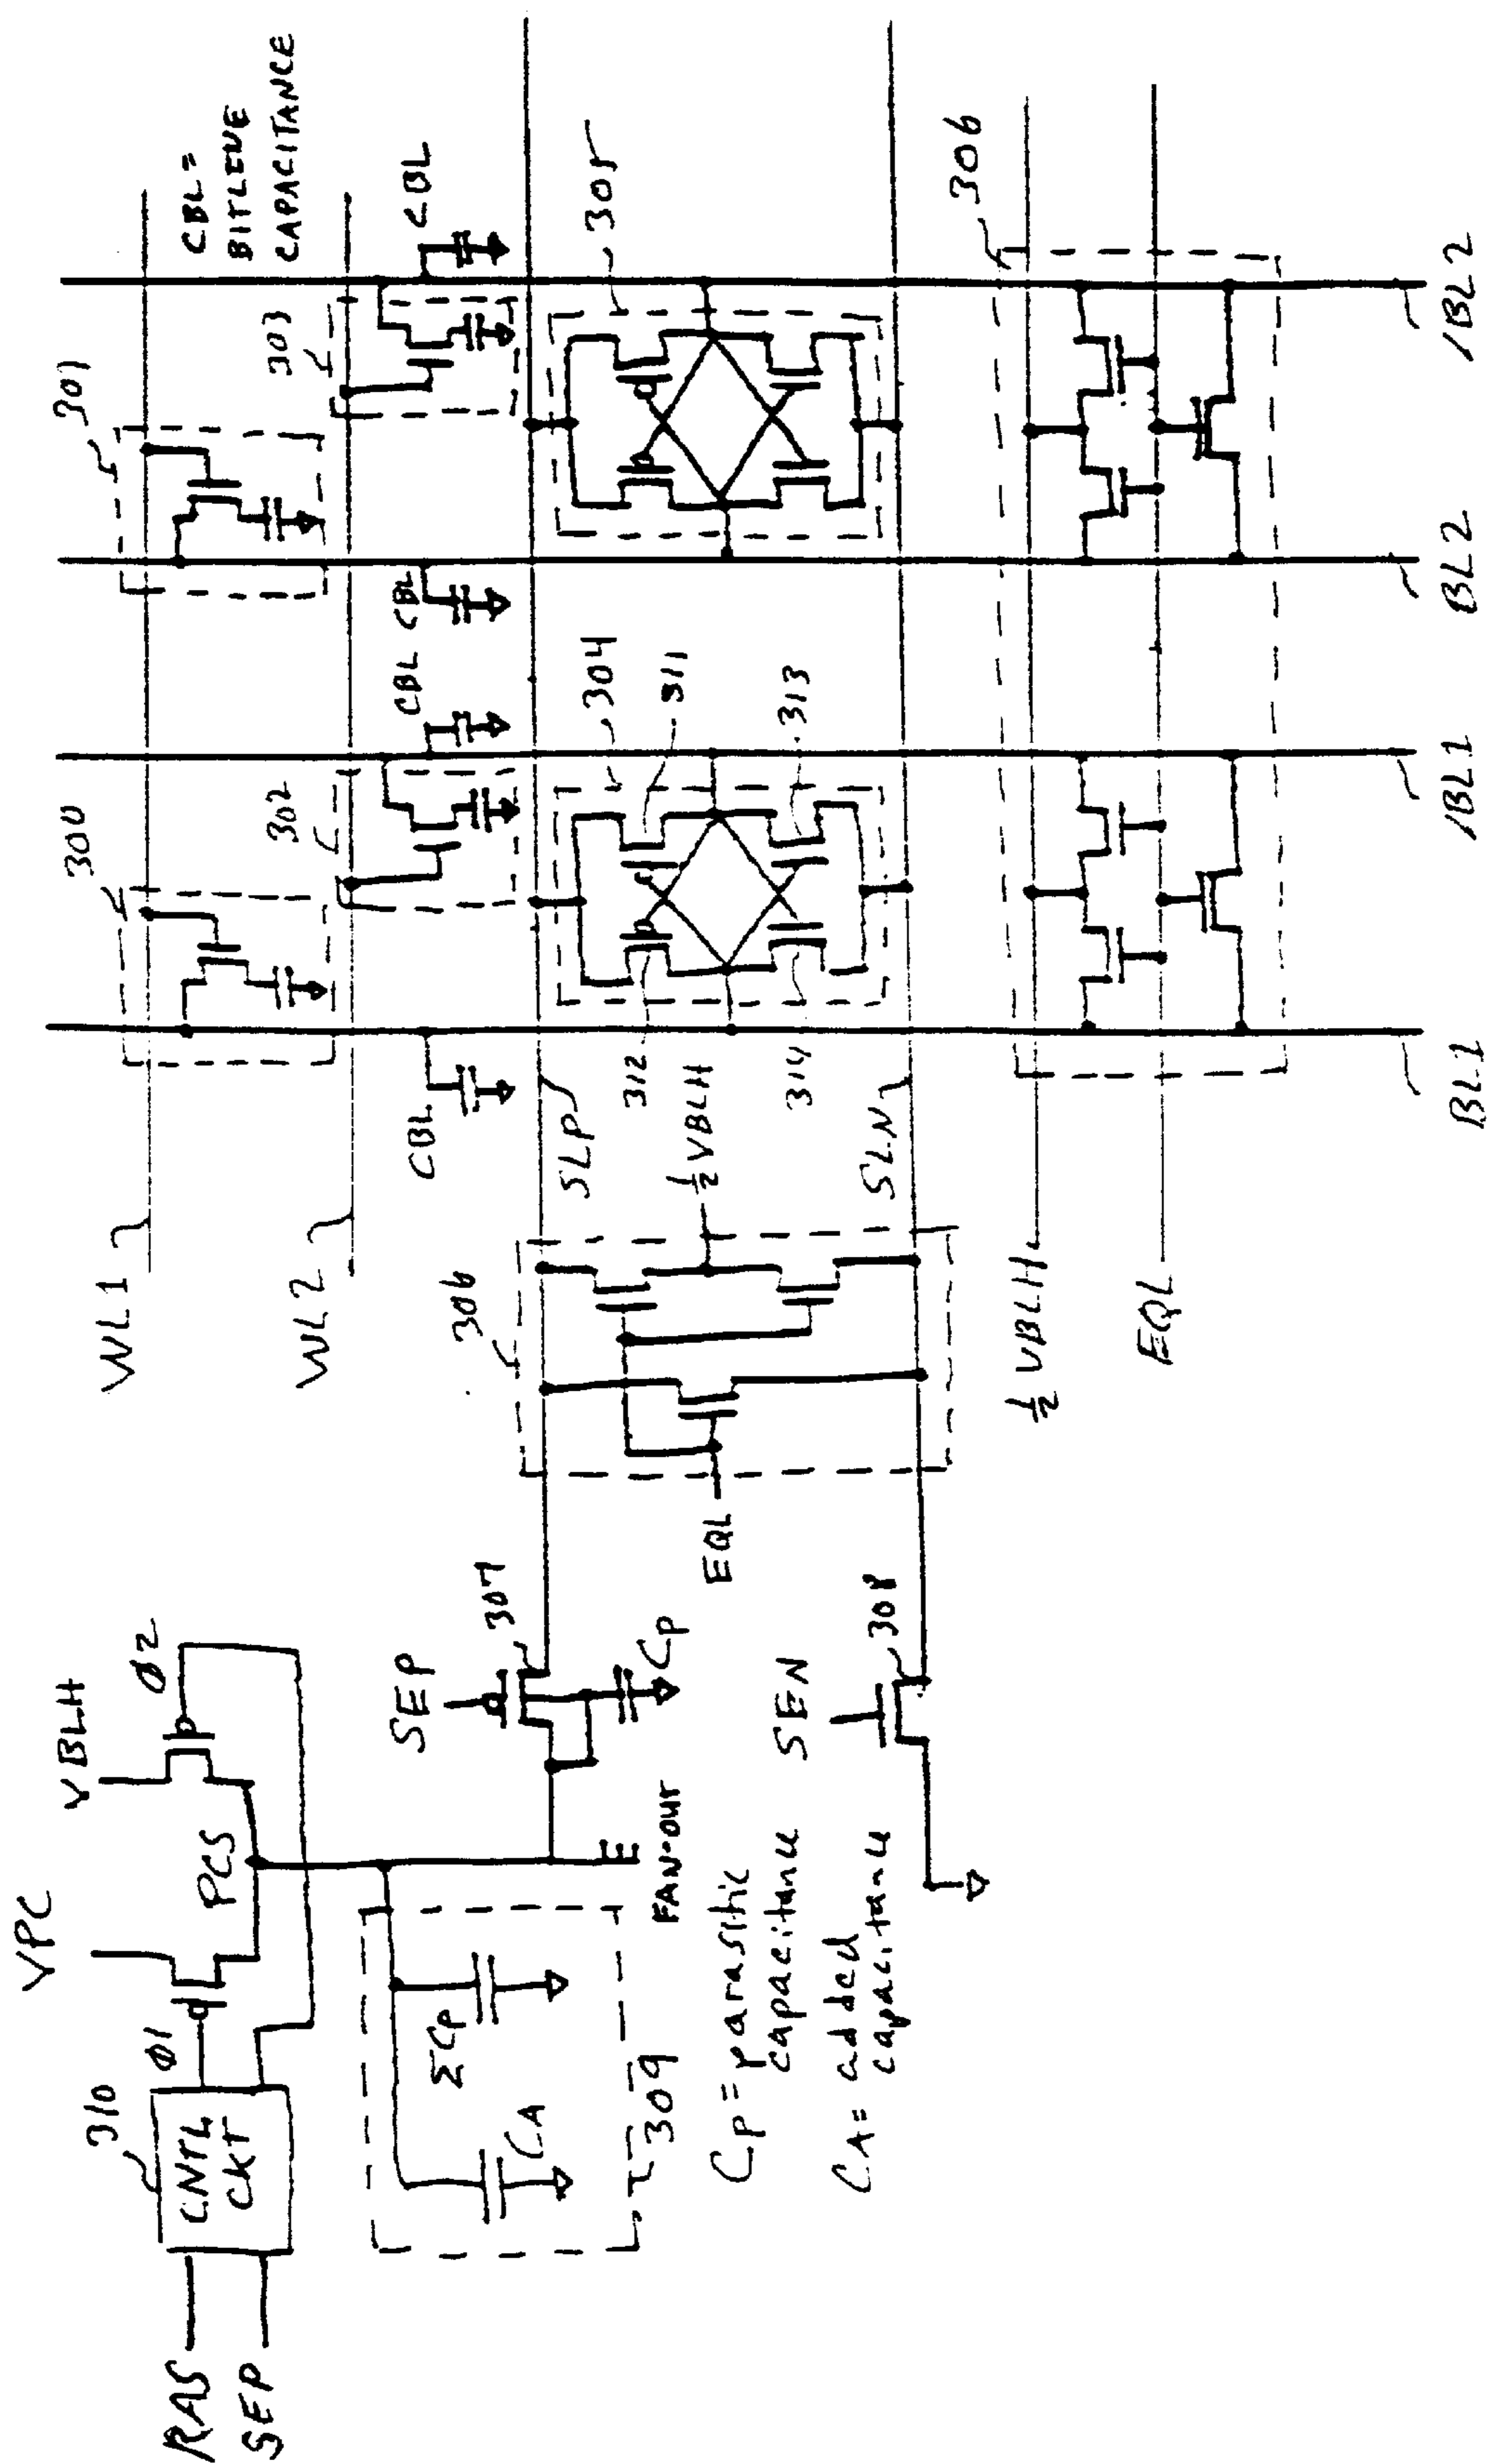 RAS
SEP
310
CNTL
CKT
Ø1
VPC
PCS
VBLH
Ø2
ΣCP
CA
309
FAN-OUT
CP = parasitic
capacitance
CA = added
capacitance
SEP
307
CP
SEN
308
EQL
306
1/2 VBLH
SLP
SLN
WL1
WL2
1/2 VBLH
EQL
300
302
301
303
CBL =
BITLINE
CAPACITANCE
CBL
CBL
CBL
CBL
304
311
312
313
314
305
306
BL1
/BL1
BL2
/BL2